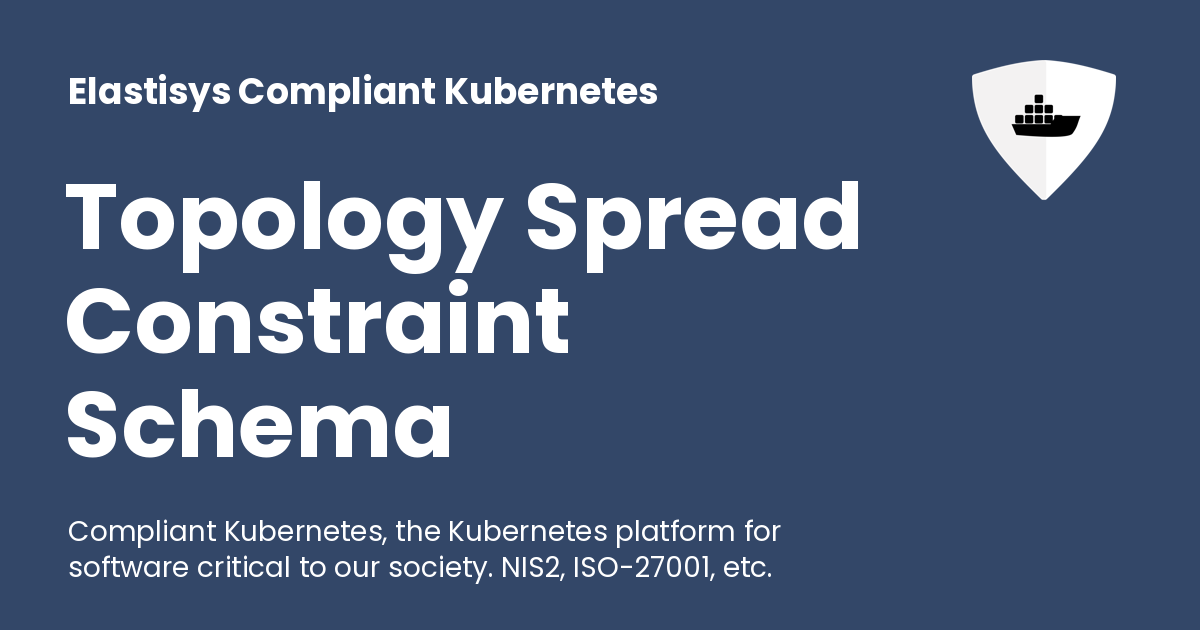 Elastisys Compliant Kubernetes
Topology Spread
Constraint
Schema
Compliant Kubernetes, the Kubernetes platform for
software critical to our society. NIS2, ISO-27001, etc.